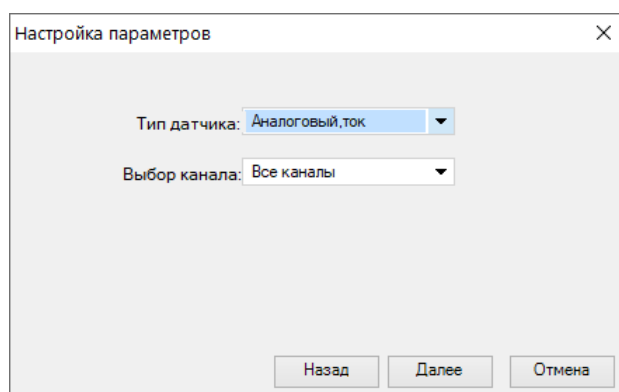 Настройка параметров
Тип датчика: Аналоговый,ток
Выбор канала: Все каналы
Назад Далее Отмена